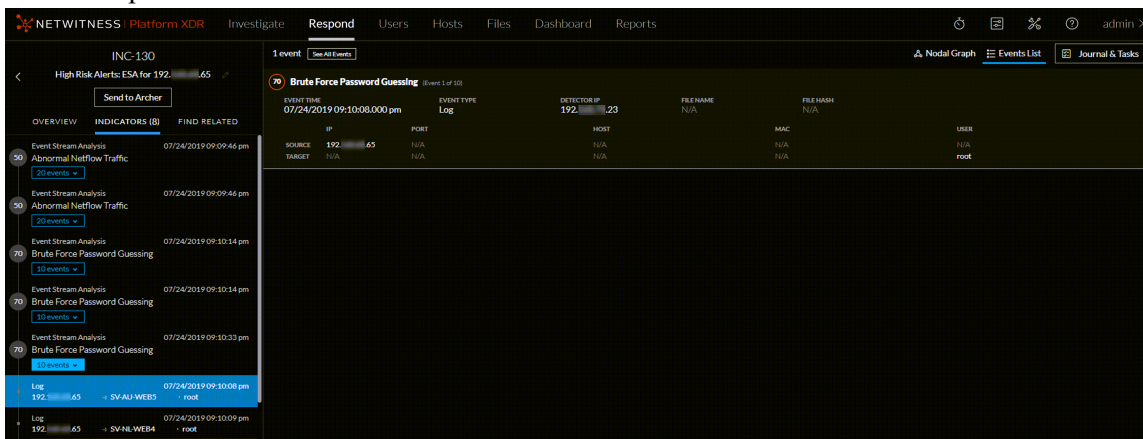 NETWITNESS Platform XDR Investigate Respond Users Hosts Files Dashboard Reports admin
INC-130
High Risk Alerts: ESA for 192. .65
Send to Archer
OVERVIEW INDICATORS (8) FIND RELATED
Event Stream Analysis 07/24/2019 09:09:46 pm
50 Abnormal Netflow Traffic
20 events
Event Stream Analysis 07/24/2019 09:09:46 pm
50 Abnormal Netflow Traffic
20 events
Event Stream Analysis 07/24/2019 09:10:14 pm
70 Brute Force Password Guessing
10 events
Event Stream Analysis 07/24/2019 09:10:14 pm
70 Brute Force Password Guessing
10 events
Event Stream Analysis 07/24/2019 09:10:33 pm
70 Brute Force Password Guessing
10 events
Log 07/24/2019 09:10:08 pm
192. .65 → SV-AU-WEB5 • root
Log 07/24/2019 09:10:09 pm
192. .65 → SV-NL-WEB4 • root
1 event See All Events Nodal Graph Events List Journal & Tasks
70 Brute Force Password Guessing (Event 1 of 10)
EVENT TIME EVENT TYPE DETECTOR IP FILE NAME FILE HASH
07/24/2019 09:10:08.000 pm Log 192. .23 N/A N/A
IP PORT HOST MAC USER
SOURCE 192. .65 N/A N/A N/A N/A
TARGET N/A N/A N/A N/A root